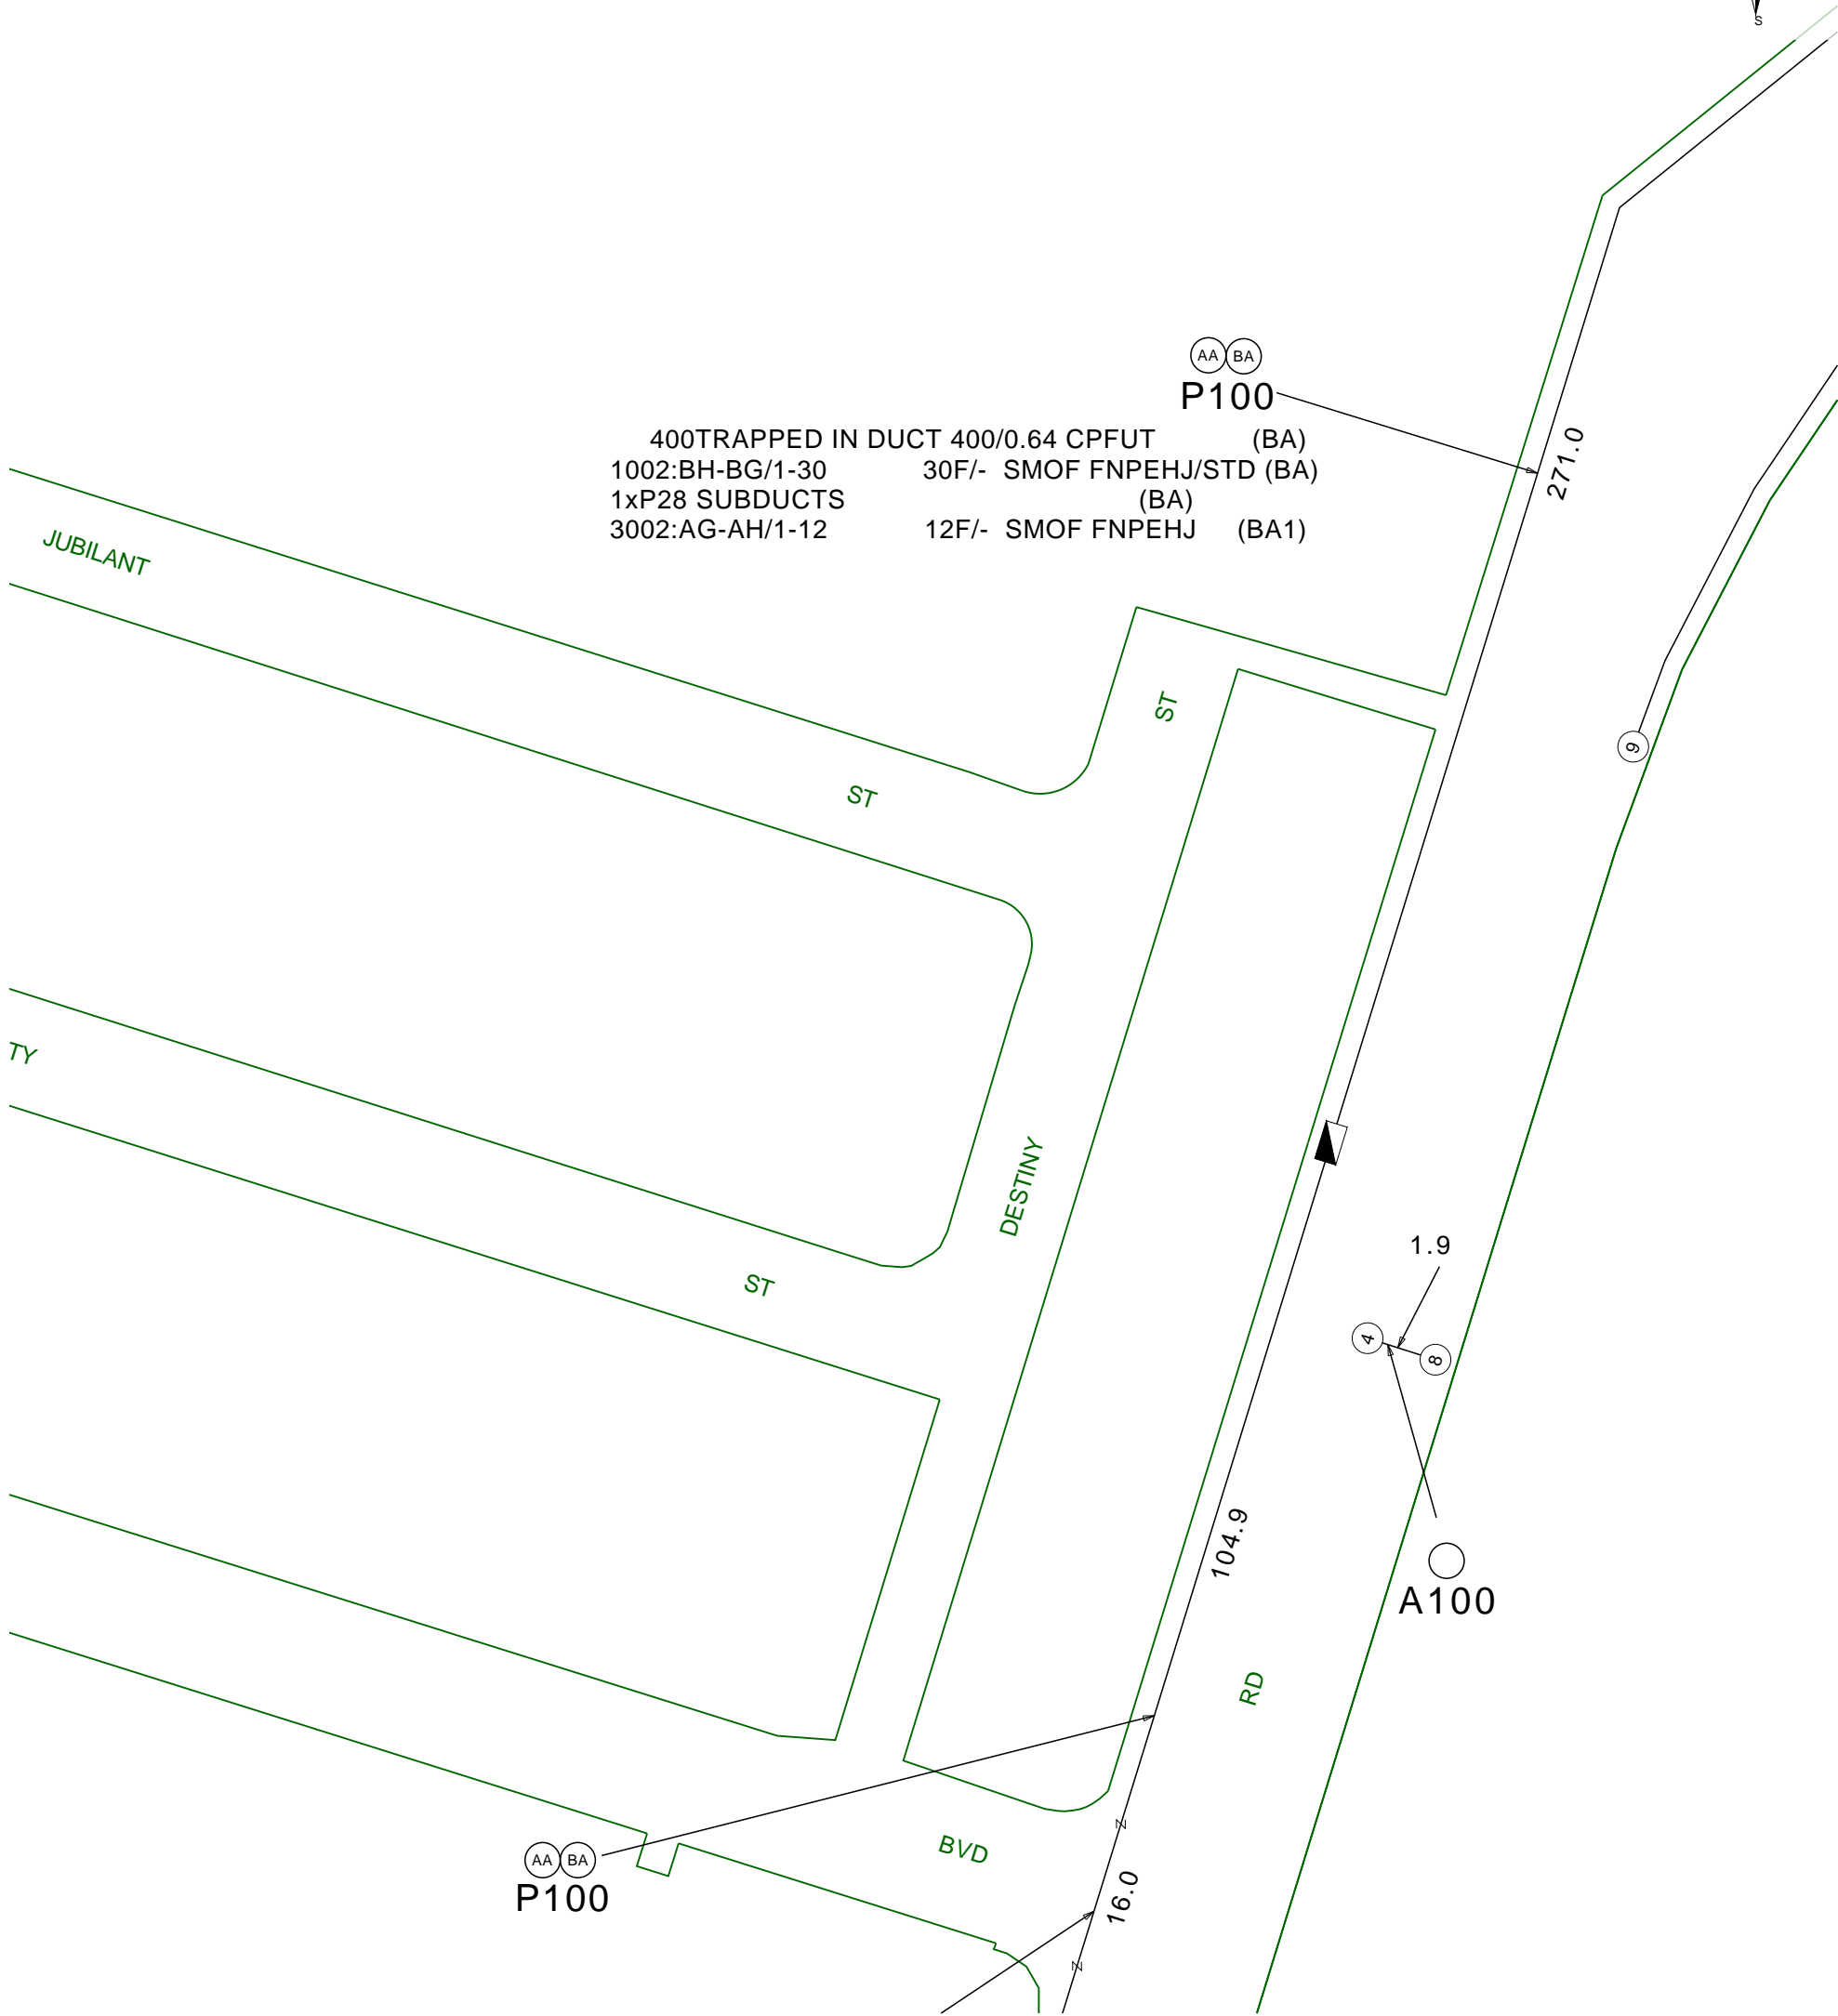 S
AA BA
P100
400TRAPPED IN DUCT 400/0.64 CPFUT (BA)
1002:BH-BG/1-30 30F/- SMOF FNPEHJ/STD (BA)
1xP28 SUBDUCTS (BA)
3002:AG-AH/1-12 12F/- SMOF FNPEHJ (BA1)
271.0
JUBILANT
ST
ST
9
TY
DESTINY
ST
1.9
4
8
104.9
A100
RD
BVD
AA BA
P100
Z
16.0
Z